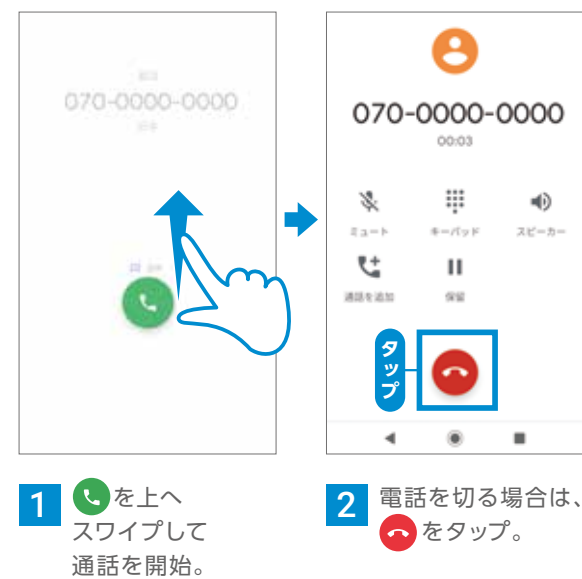 070-0000-0000
070-0000-0000
00:03
ミュート
キーパッド
スピーカー
通話を追加
保留
タップ
1
を上へ
スワイプして
通話を開始。
2
電話を切る場合は、
をタップ。